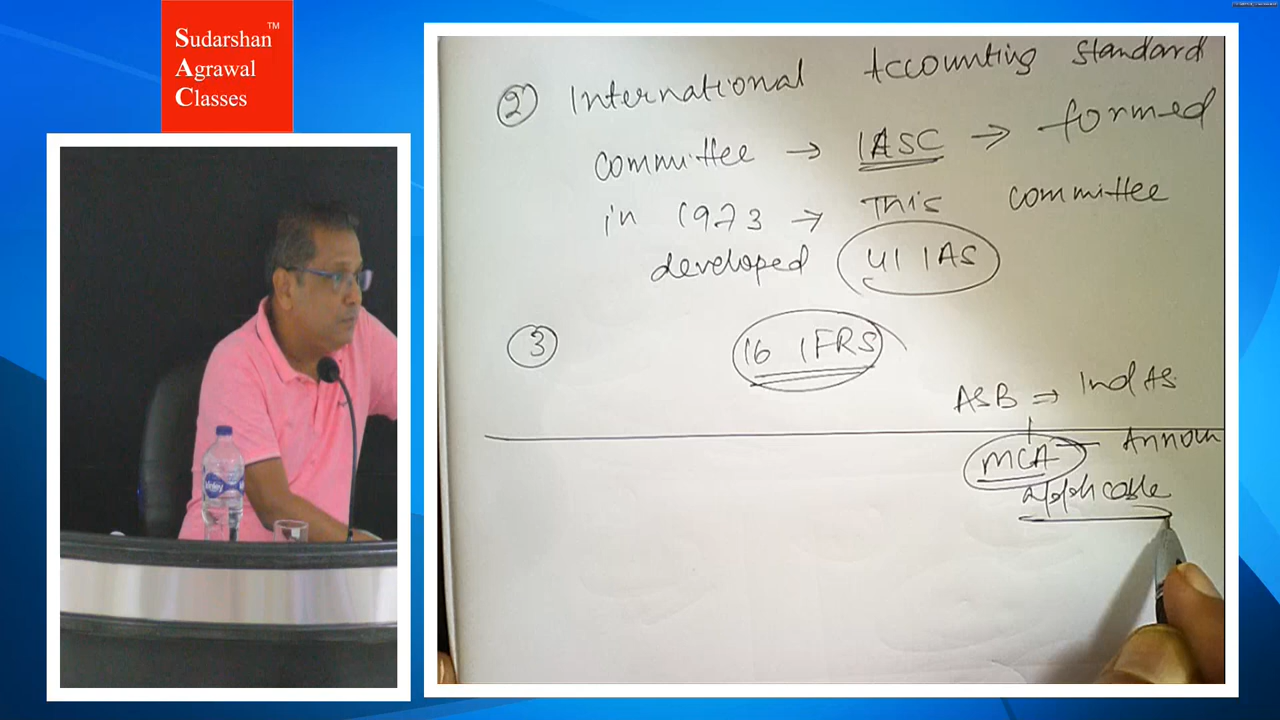 Sudarshan™
Agrawal
Classes
2 International Accounting Standard
committee → IASC → formed
in 1973 → This committee
developed 41 IAS
3 16 IFRS
ASB ⇒ Ind AS
MCA — Announ
applicable